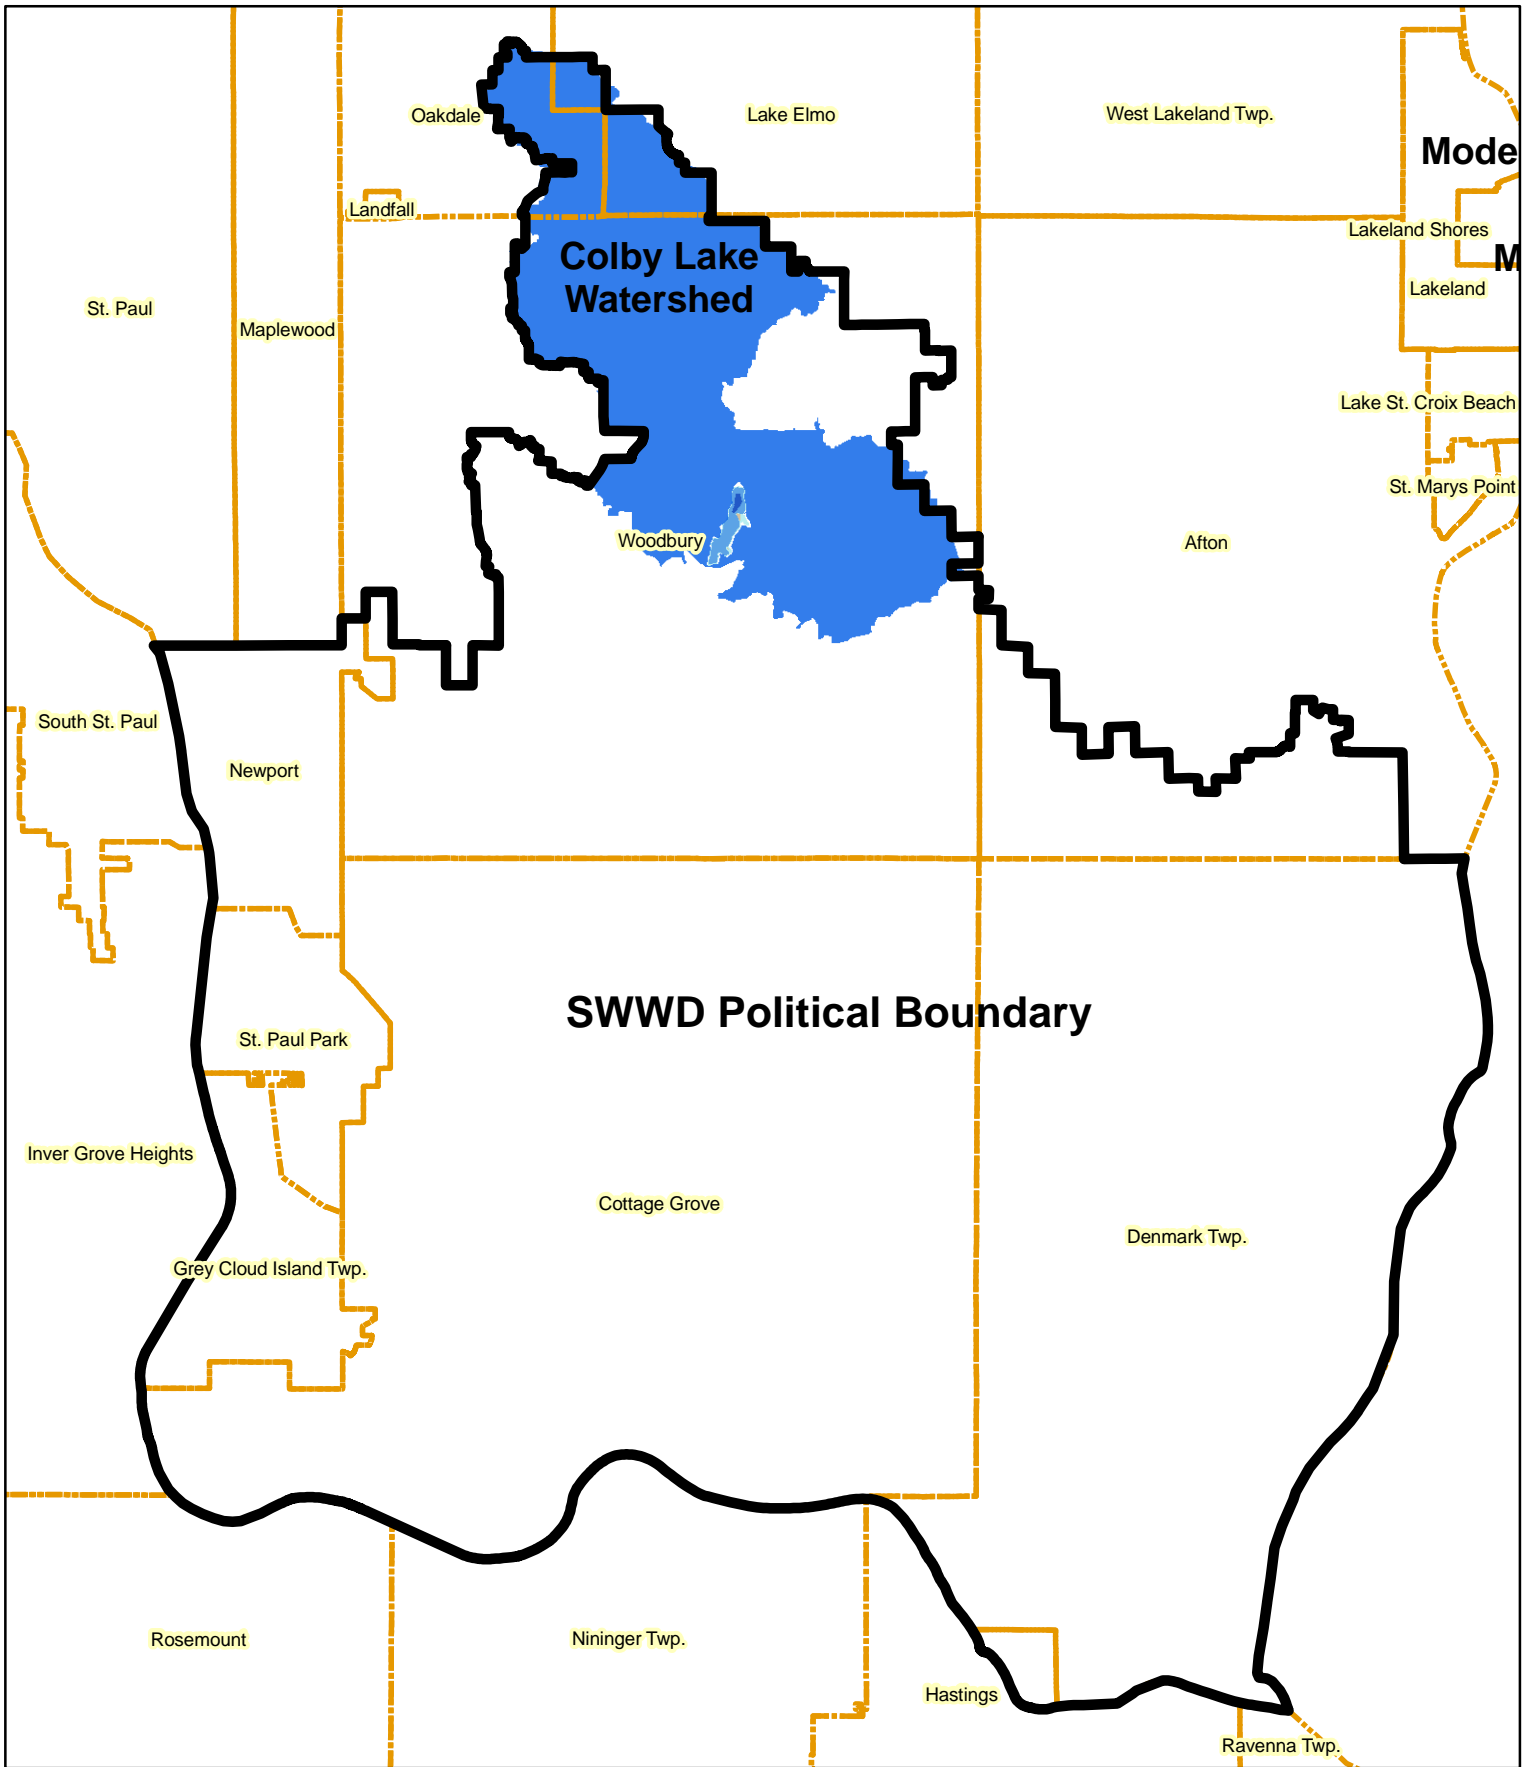 Oakdale
Lake Elmo
West Lakeland Twp.
Mode
Landfall
Lakeland Shores
Colby Lake
Watershed
M
Lakeland
St. Paul
Maplewood
Lake St. Croix Beach
St. Marys Point
Woodbury
Afton
South St. Paul
Newport
SWWD Political Boundary
St. Paul Park
Inver Grove Heights
Cottage Grove
Denmark Twp.
Grey Cloud Island Twp.
Rosemount
Nininger Twp.
Hastings
Ravenna Twp.